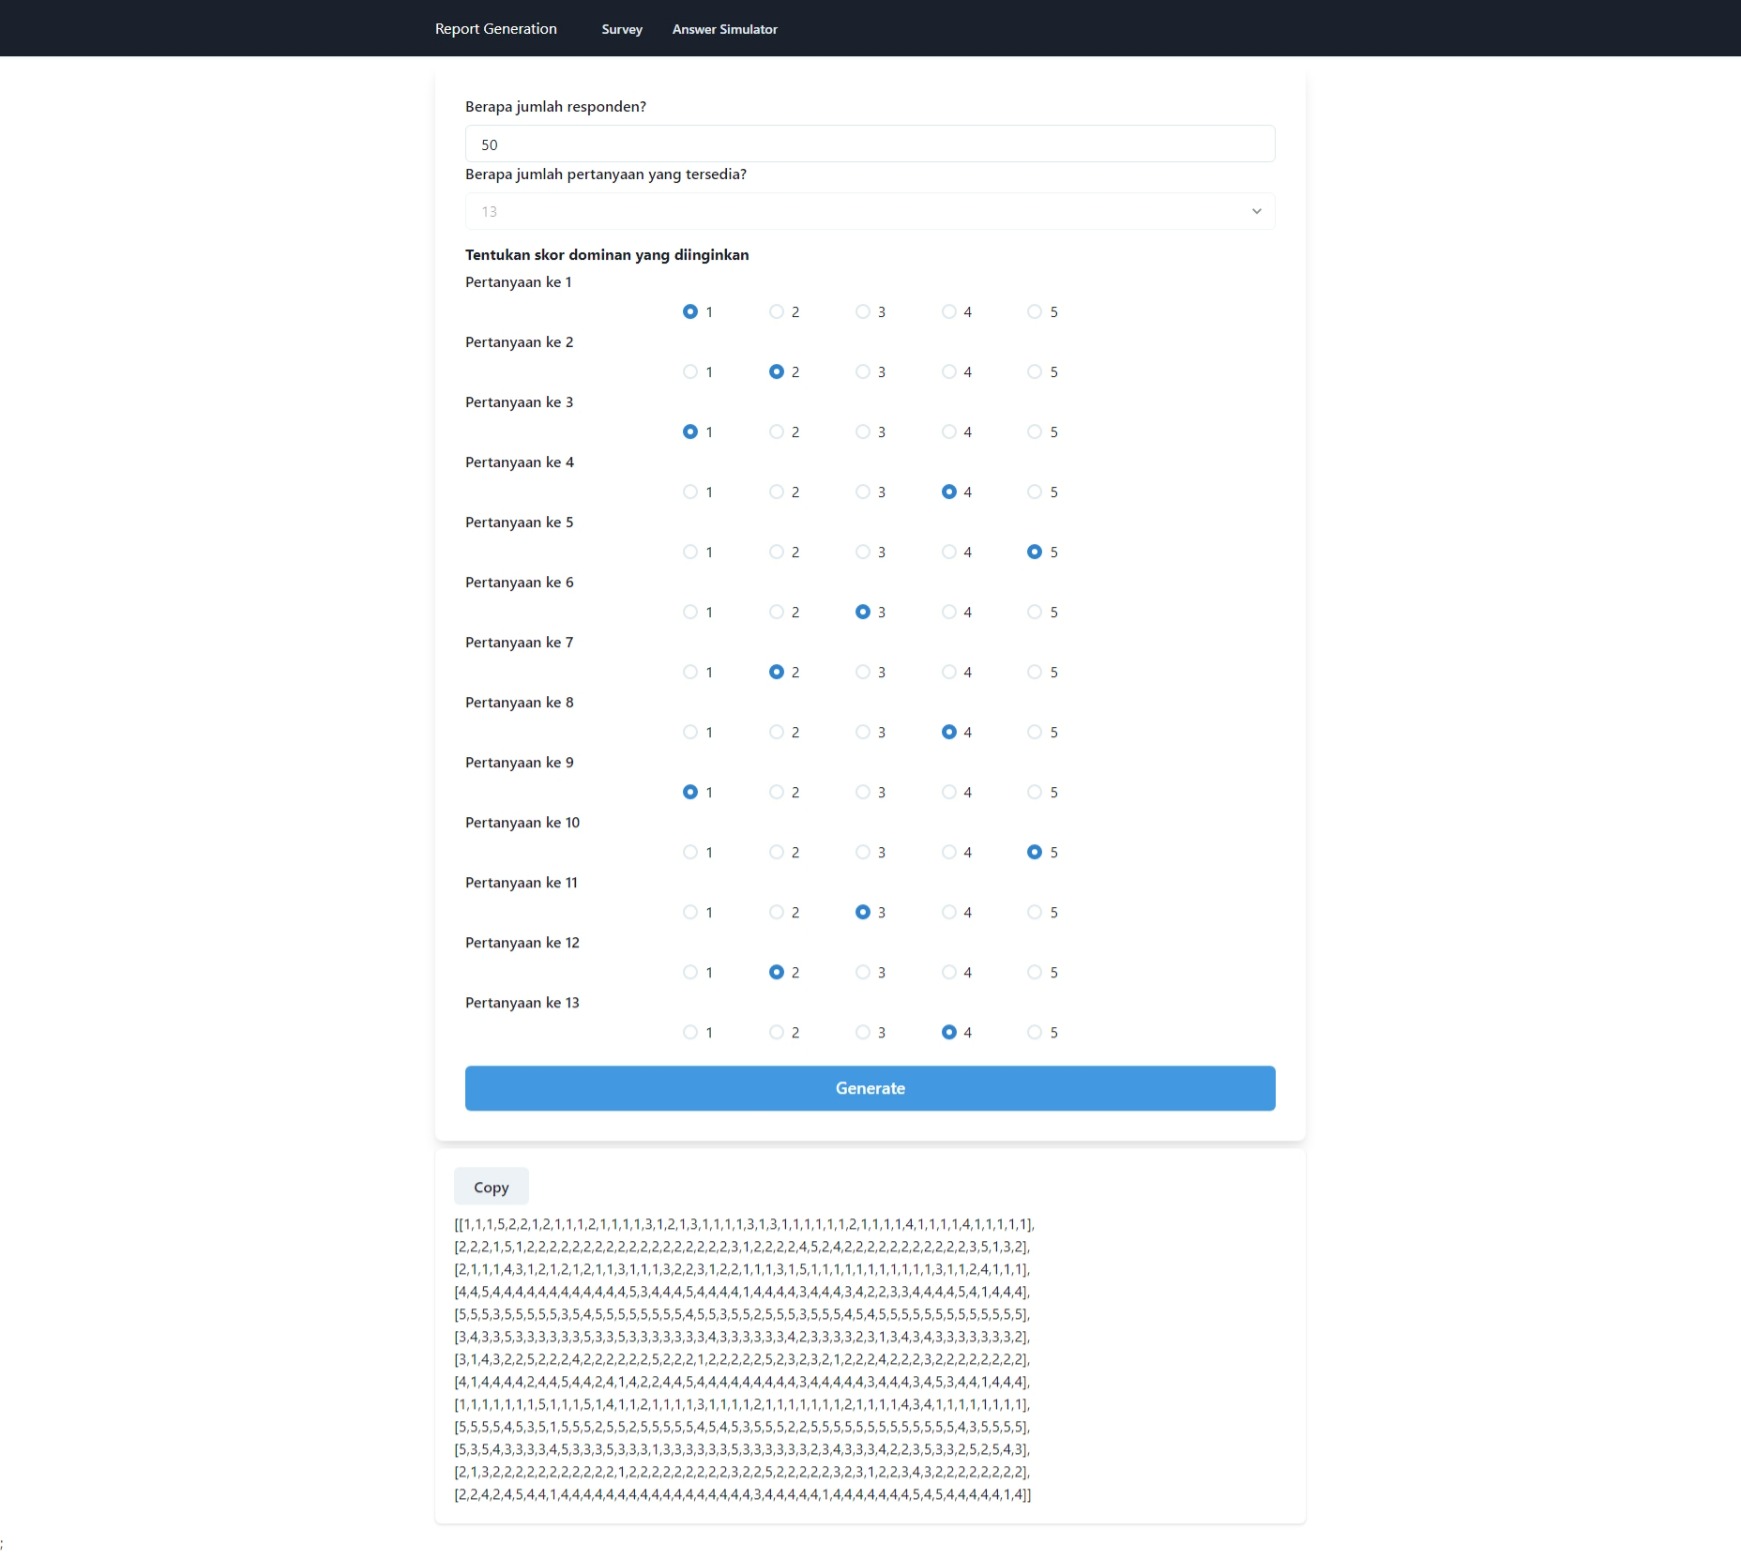 Report Generation Survey Answer Simulator
Berapa jumlah responden?
50
Berapa jumlah pertanyaan yang tersedia?
13
Tentukan skor dominan yang diinginkan
Pertanyaan ke 1
1 2 3 4 5
Pertanyaan ke 2
1 2 3 4 5
Pertanyaan ke 3
1 2 3 4 5
Pertanyaan ke 4
1 2 3 4 5
Pertanyaan ke 5
1 2 3 4 5
Pertanyaan ke 6
1 2 3 4 5
Pertanyaan ke 7
1 2 3 4 5
Pertanyaan ke 8
1 2 3 4 5
Pertanyaan ke 9
1 2 3 4 5
Pertanyaan ke 10
1 2 3 4 5
Pertanyaan ke 11
1 2 3 4 5
Pertanyaan ke 12
1 2 3 4 5
Pertanyaan ke 13
1 2 3 4 5
Generate
Copy
[[1,1,1,5,2,2,1,2,1,1,1,2,1,1,1,1,3,1,2,1,3,1,1,1,1,3,1,3,1,1,1,1,1,1,2,1,1,1,1,4,1,1,1,1,4,1,1,1,1,1],
[2,2,2,1,5,1,2,2,2,2,2,2,2,2,2,2,2,2,2,2,2,2,2,2,3,1,2,2,2,2,4,5,2,4,2,2,2,2,2,2,2,2,2,2,2,3,5,1,3,2],
[2,1,1,1,4,3,1,2,1,2,1,2,1,1,3,1,1,1,3,2,2,3,1,2,2,1,1,1,3,1,5,1,1,1,1,1,1,1,1,1,1,1,3,1,1,2,4,1,1,1],
[4,4,5,4,4,4,4,4,4,4,4,4,4,4,4,5,3,4,4,4,5,4,4,4,4,1,4,4,4,4,3,4,4,4,3,4,2,2,3,3,4,4,4,4,5,4,1,4,4,4],
[5,5,5,3,5,5,5,5,5,3,5,4,5,5,5,5,5,5,5,5,4,5,5,3,5,5,2,5,5,5,3,5,5,5,4,5,4,5,5,5,5,5,5,5,5,5,5,5,5,5],
[3,4,3,3,5,3,3,3,3,3,3,5,3,3,5,3,3,3,3,3,3,3,4,3,3,3,3,3,3,4,2,3,3,3,3,2,3,1,3,4,3,4,3,3,3,3,3,3,3,2],
[3,1,4,3,2,2,5,2,2,2,4,2,2,2,2,2,2,5,2,2,2,1,2,2,2,2,2,5,2,3,2,3,2,1,2,2,2,4,2,2,2,3,2,2,2,2,2,2,2,2],
[4,1,4,4,4,4,2,4,4,5,4,4,2,4,1,4,2,2,4,4,5,4,4,4,4,4,4,4,4,4,3,4,4,4,4,4,3,4,4,4,3,4,5,3,4,4,1,4,4,4],
[1,1,1,1,1,1,1,5,1,1,1,5,1,4,1,1,2,1,1,1,1,3,1,1,1,1,2,1,1,1,1,1,1,1,2,1,1,1,1,4,3,4,1,1,1,1,1,1,1,1],
[5,5,5,5,4,5,3,5,1,5,5,5,2,5,5,2,5,5,5,5,5,4,5,4,5,3,5,5,5,2,2,5,5,5,5,5,5,5,5,5,5,5,5,5,4,3,5,5,5,5],
[5,3,5,4,3,3,3,3,4,5,3,3,3,5,3,3,3,1,3,3,3,3,3,3,5,3,3,3,3,3,3,2,3,4,3,3,3,4,2,2,3,5,3,3,2,5,2,5,4,3],
[2,1,3,2,2,2,2,2,2,2,2,2,2,2,1,2,2,2,2,2,2,2,2,2,3,2,2,5,2,2,2,2,2,3,2,3,1,2,2,3,4,3,2,2,2,2,2,2,2,2],
[2,2,4,2,4,5,4,4,1,4,4,4,4,4,4,4,4,4,4,4,4,4,4,4,4,4,3,4,4,4,4,4,1,4,4,4,4,4,4,4,5,4,5,4,4,4,4,4,1,4]]
;